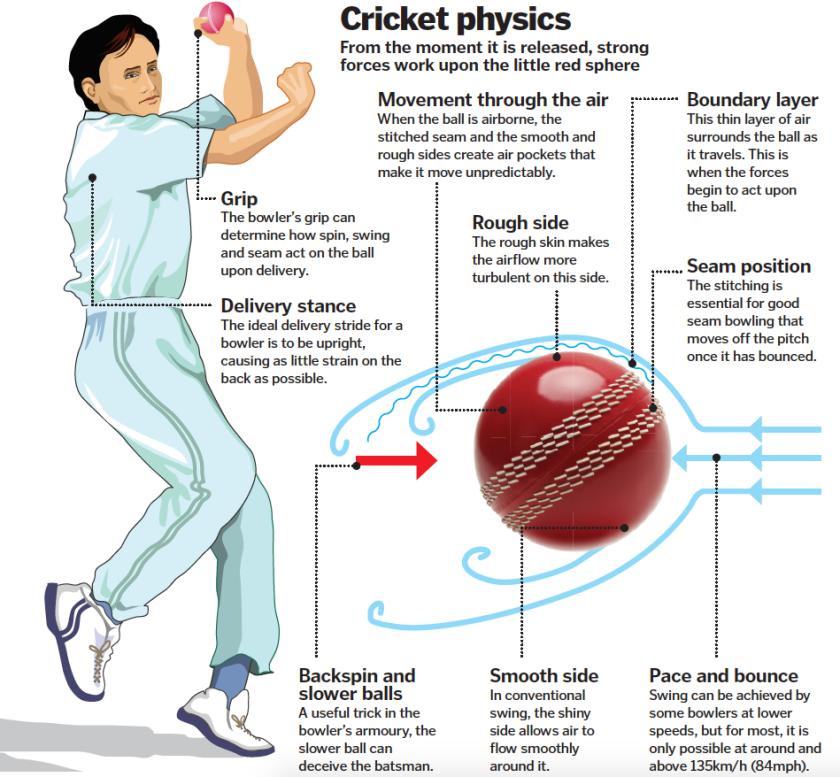 Cricket physics
From the moment it is released, strong
forces work upon the little red sphere
Movement through the air
When the ball is airborne, the
stitched seam and the smooth and
rough sides create air pockets that
make it move unpredictably.
Boundary layer
This thin layer of air
surrounds the ball as
it travels. This is
when the forces
begin to act upon
the ball.
Grip
The bowler's grip can
determine how spin, swing
and seam act on the ball
upon delivery.
Rough side
The rough skin makes
the airflow more
turbulent on this side.
Seam position
The stitching is
essential for good
seam bowling that
moves off the pitch
once it has bounced.
Delivery stance
The ideal delivery stride for a
bowler is to be upright,
causing as little strain on the
back as possible.
Backspin and
slower balls
A useful trick in the
bowler's armoury, the
slower ball can
deceive the batsman.
Smooth side
In conventional
swing, the shiny
side allows air to
flow smoothly
around it.
Pace and bounce
Swing can be achieved by
some bowlers at lower
speeds, but for most, it is
only possible at around and
above 135km/h (84mph).